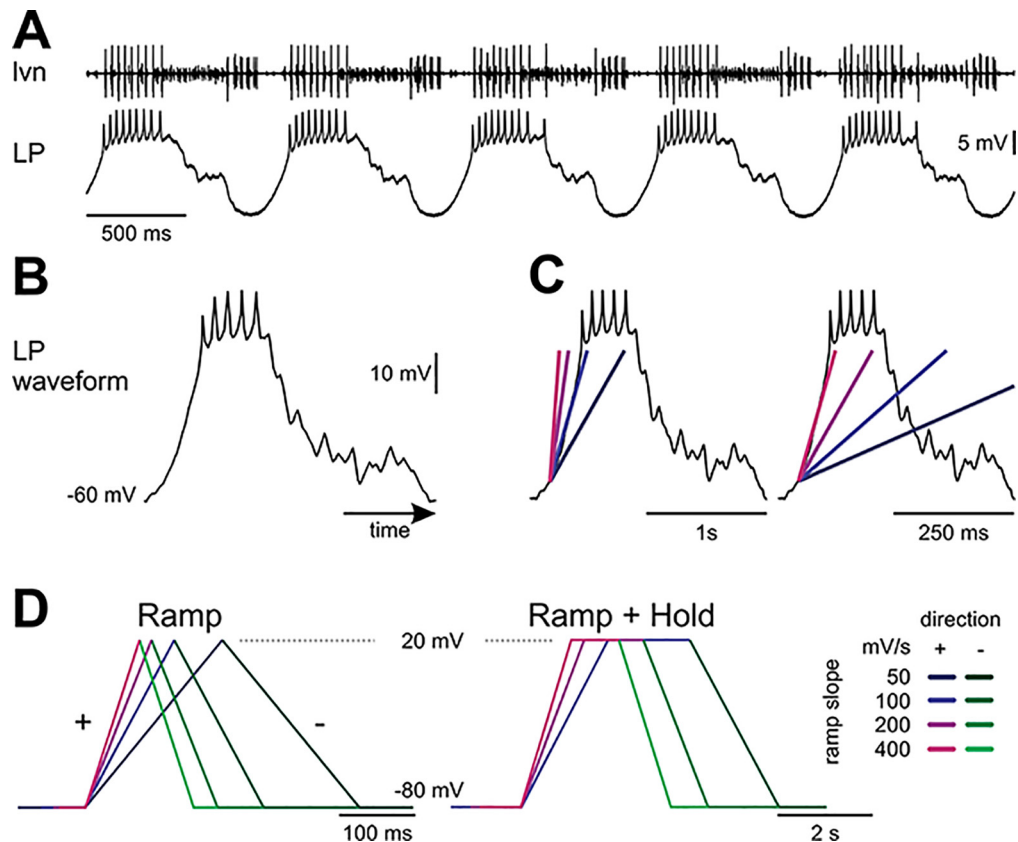 A
lvn
LP
5 mV
500 ms
B
C
LP
waveform
10 mV
-60 mV
time
1s
250 ms
D
Ramp
Ramp + Hold
20 mV
+
-
-80 mV
100 ms
2 s
direction
mV/s + -
ramp slope
50
100
200
400